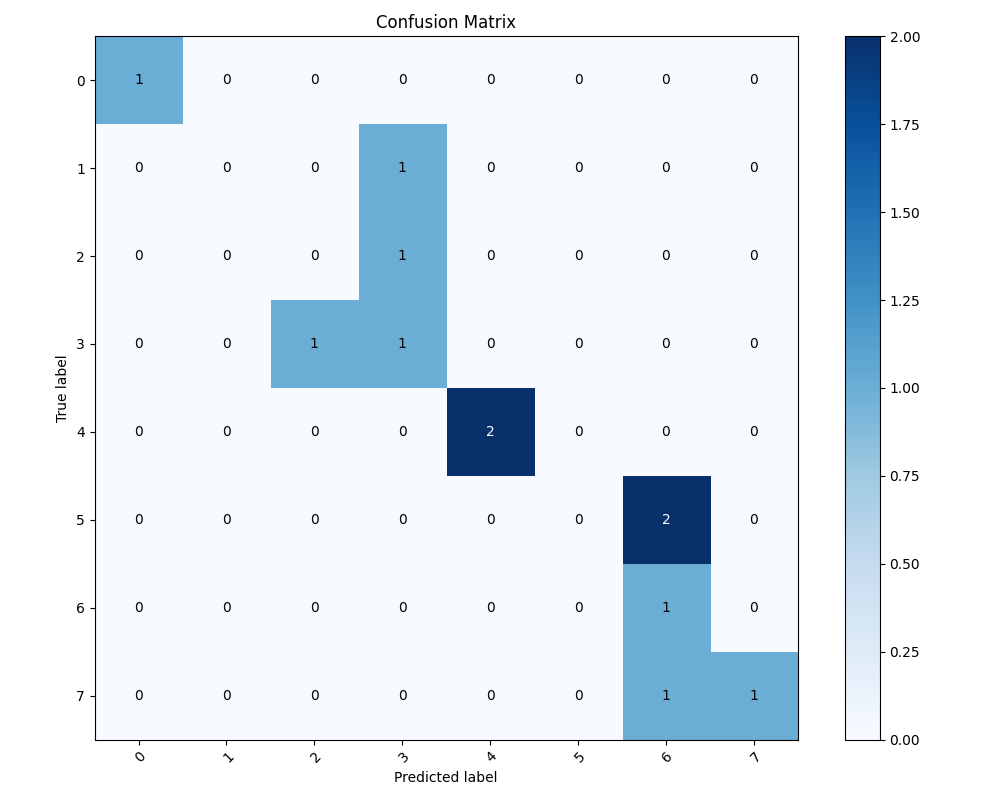 Confusion Matrix
0 1 0 0 0 0 0 0 0
1 0 0 0 1 0 0 0 0
2 0 0 0 1 0 0 0 0
3 0 0 1 1 0 0 0 0
4 0 0 0 0 2 0 0 0
5 0 0 0 0 0 0 2 0
6 0 0 0 0 0 0 1 0
7 0 0 0 0 0 0 1 1
0 1 2 3 4 5 6 7
Predicted label
True label
2.00
1.75
1.50
1.25
1.00
0.75
0.50
0.25
0.00